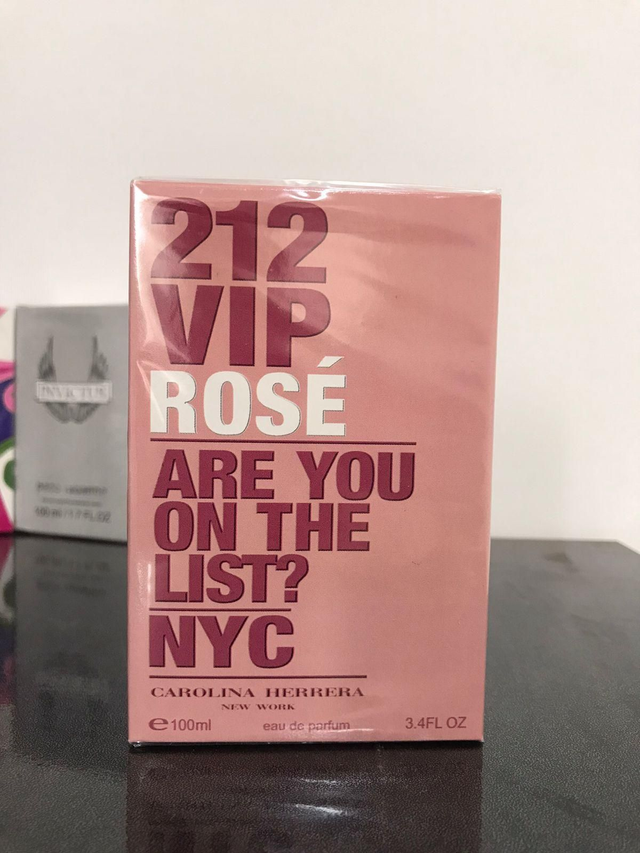 212
VIP
ROSÉ
ARE YOU
ON THE
LIST?
NYC
CAROLINA HERRERA
NEW YORK
e 100ml eau de parfum 3.4FL OZ
INVICTUS